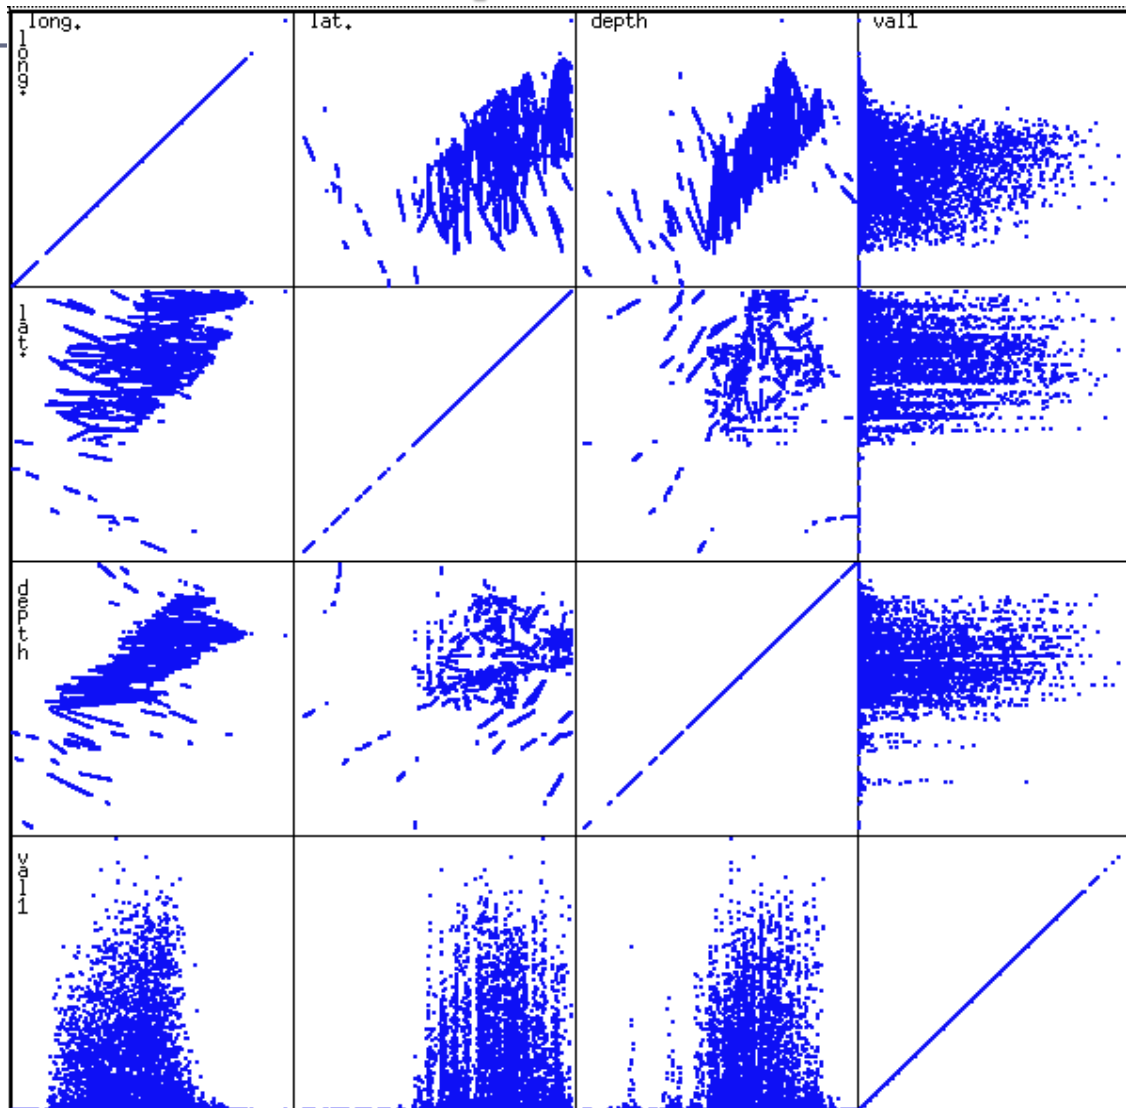 long. lat. depth val1
long.
lat.
depth
val1